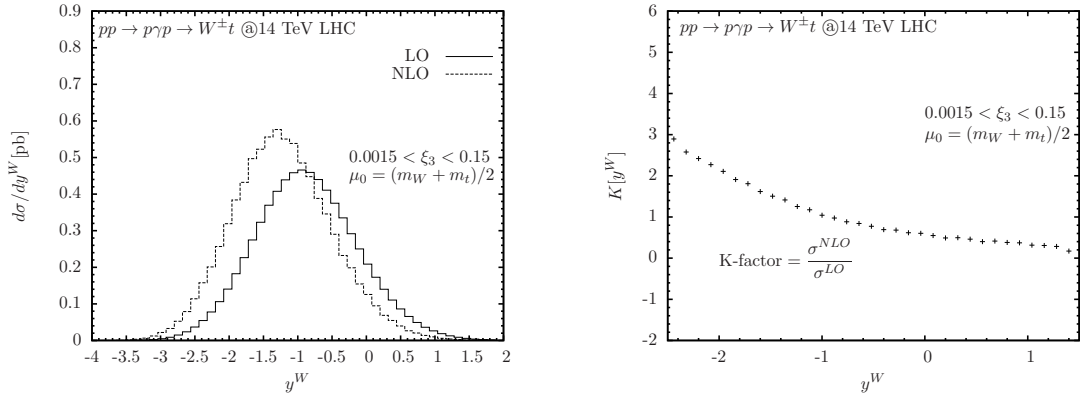 pp → pγp → W±t @14 TeV LHC
LO
NLO
0.0015 < ξ3 < 0.15
μ0 = (mW + mt)/2
dσ/dyW[pb]
0.9
0.8
0.7
0.6
0.5
0.4
0.3
0.2
0.1
0
-4 -3.5 -3 -2.5 -2 -1.5 -1 -0.5 0 0.5 1 1.5 2
yW
pp → pγp → W±t @14 TeV LHC
0.0015 < ξ3 < 0.15
μ0 = (mW + mt)/2
K[yW]
6
5
4
3
2
1
0
-1
-2
K-factor = σNLO
σLO
-2 -1 0 1
yW